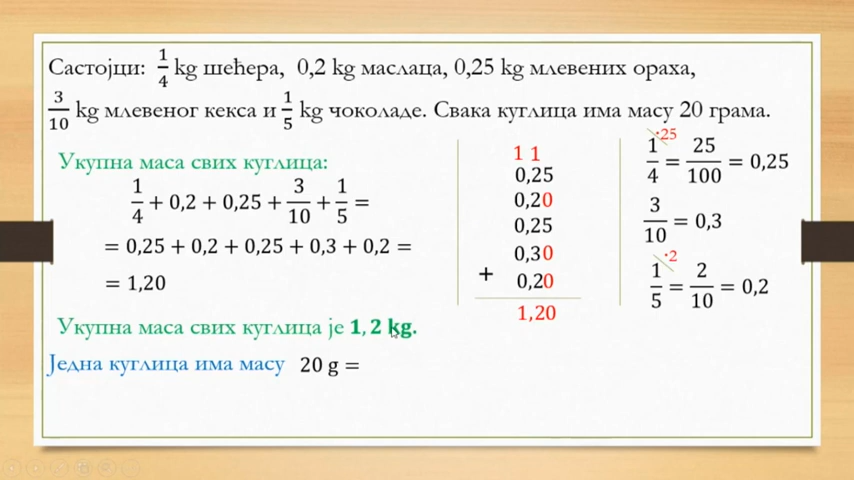 Састојци: 1/4 kg шећера, 0,2 kg маслаца, 0,25 kg млевених ораха,
3/10 kg млевеног кекса и 1/5 kg чоколаде. Свака куглица има масу 20 грама.
Укупна маса свих куглица:
1/4 + 0,2 + 0,25 + 3/10 + 1/5 =
= 0,25 + 0,2 + 0,25 + 0,3 + 0,2 =
= 1,20
Укупна маса свих куглица је 1,2 kg.
Једна куглица има масу 20 g =
1 1
0,25
0,20
0,25
0,30
+ 0,20
1,20
·25
1/4 = 25/100 = 0,25
3/10 = 0,3
·2
1/5 = 2/10 = 0,2